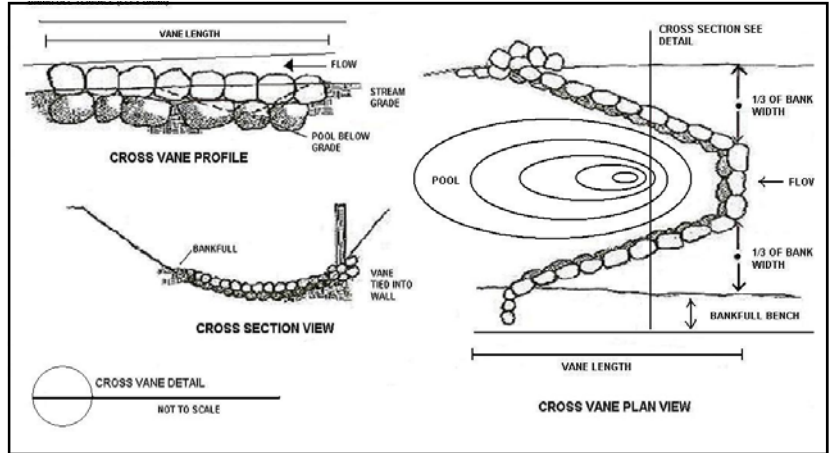 VANE LENGTH
FLOW
STREAM
GRADE
POOL BELOW
GRADE
CROSS VANE PROFILE
BANKFULL
VANE
TIED INTO
WALL
CROSS SECTION VIEW
CROSS VANE DETAIL
NOT TO SCALE
CROSS SECTION SEE
DETAIL
1/3 OF BANK
WIDTH
POOL
FLOV
1/3 OF BANK
WIDTH
BANKFULL BENCH
VANE LENGTH
CROSS VANE PLAN VIEW